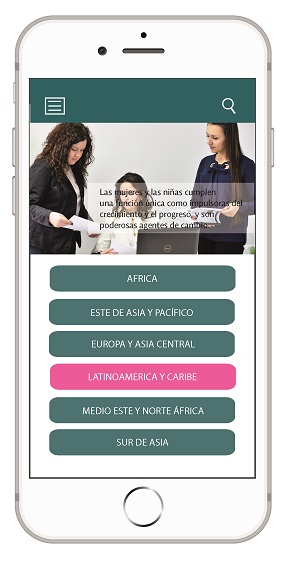 Las mujeres y las niñas cumplen
una función única como impulsoras del
crecimiento y el progreso, y son
poderosas agentes de cambio.
AFRICA
ESTE DE ASIA Y PACÍFICO
EUROPA Y ASIA CENTRAL
LATINOAMERICA Y CARIBE
MEDIO ESTE Y NORTE ÁFRICA
SUR DE ASIA